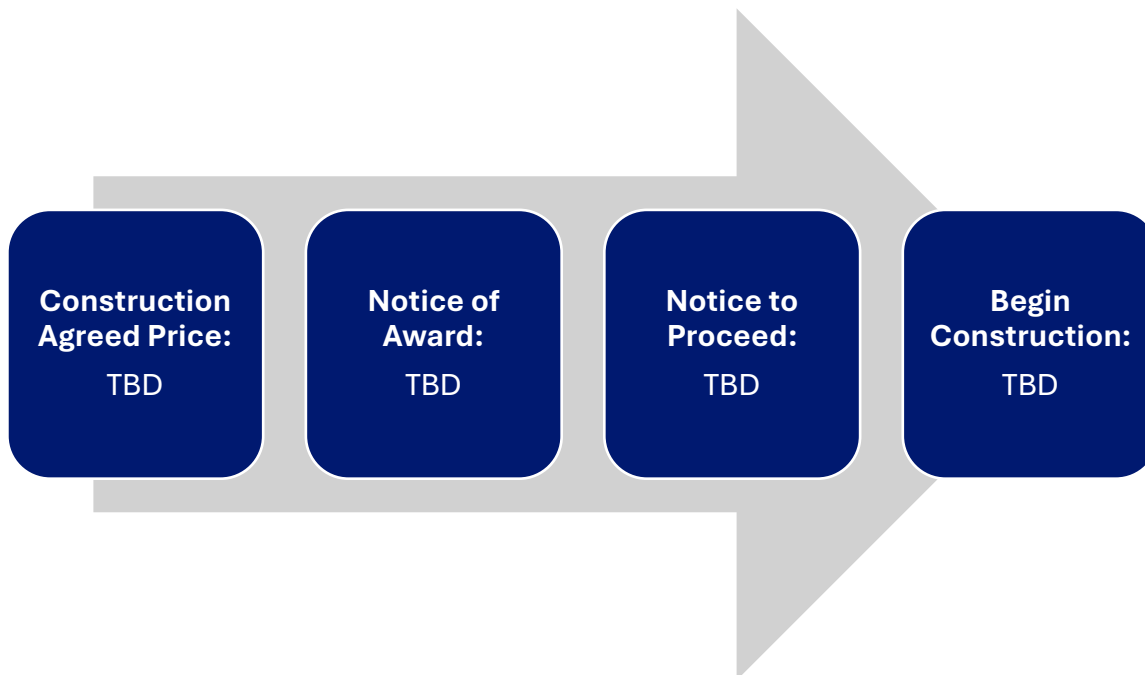 Construction
Agreed Price:
TBD
Notice of
Award:
TBD
Notice to
Proceed:
TBD
Begin
Construction:
TBD